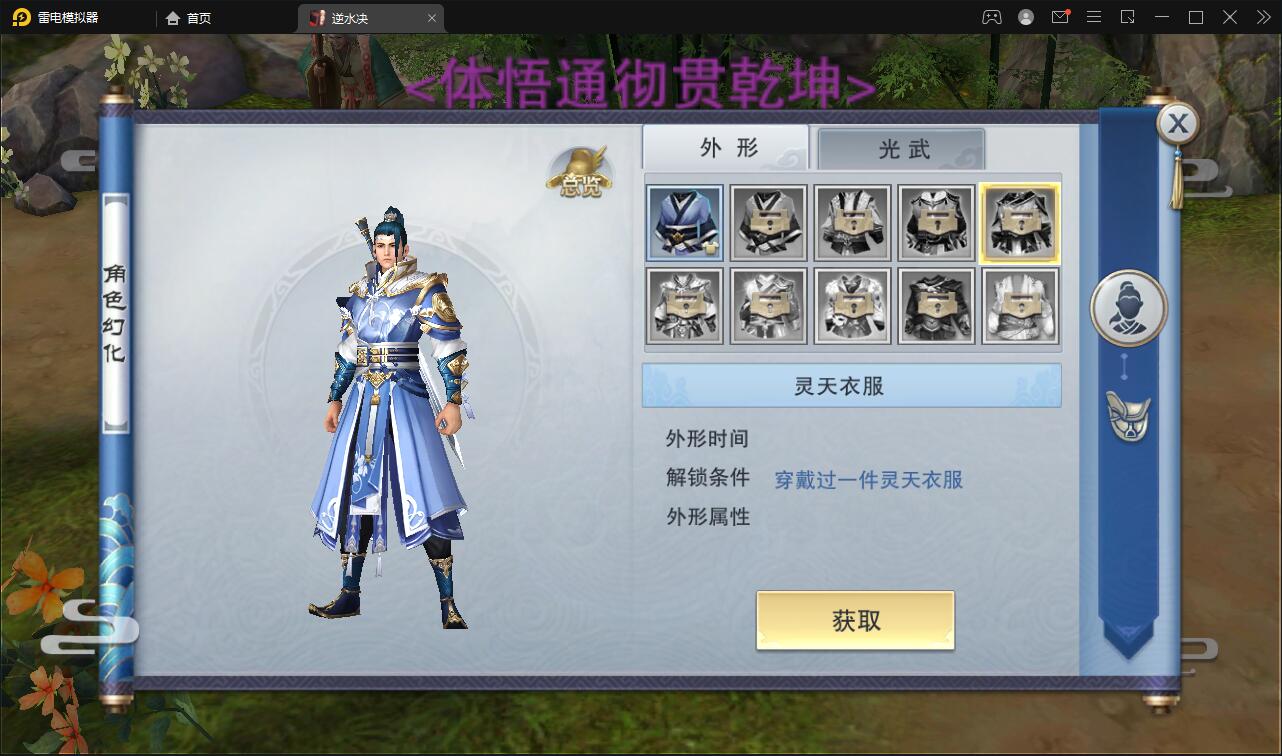 雷电模拟器
首页
逆水决
<体悟通彻贯乾坤>
角色幻化
总览
外形
光武
灵天衣服
外形时间
解锁条件 穿戴过一件灵天衣服
外形属性
获取